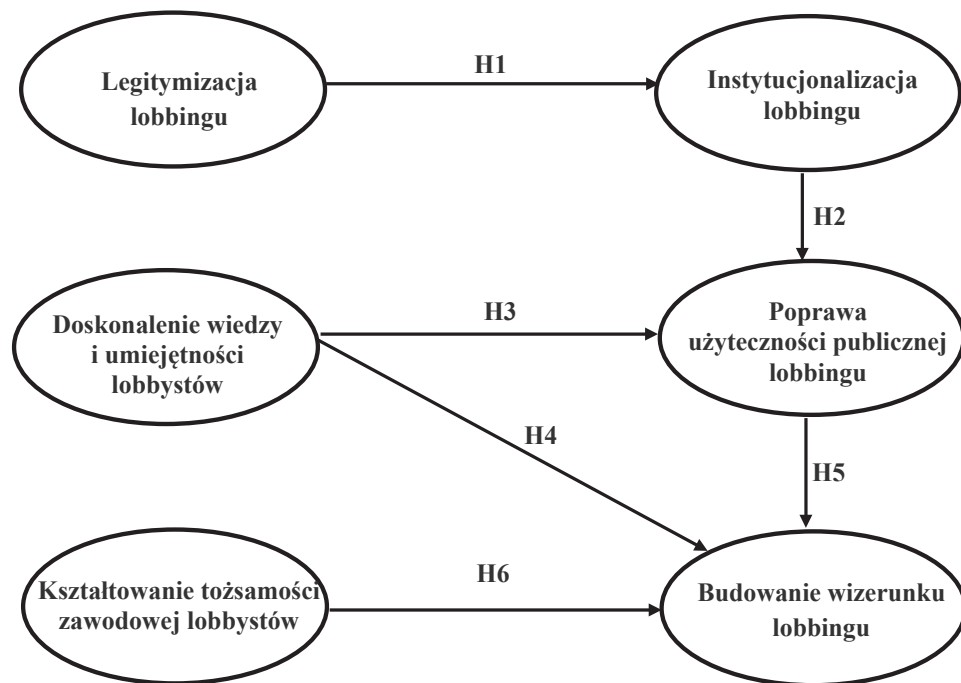 Legitymizacja
lobbingu
H1
Instytucjonalizacja
lobbingu
H2
Doskonalenie wiedzy
i umiejętności
lobbystów
H3
Poprawa
użyteczności publicznej
lobbingu
H4
H5
Kształtowanie tożsamości
zawodowej lobbystów
H6
Budowanie wizerunku
lobbingu